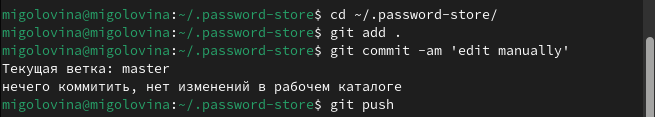 migolovina@migolovina:~/.password-store$ cd ~/.password-store/
migolovina@migolovina:~/.password-store$ git add .
migolovina@migolovina:~/.password-store$ git commit -am 'edit manually'
Текущая ветка: master
нечего коммитить, нет изменений в рабочем каталоге
migolovina@migolovina:~/.password-store$ git push